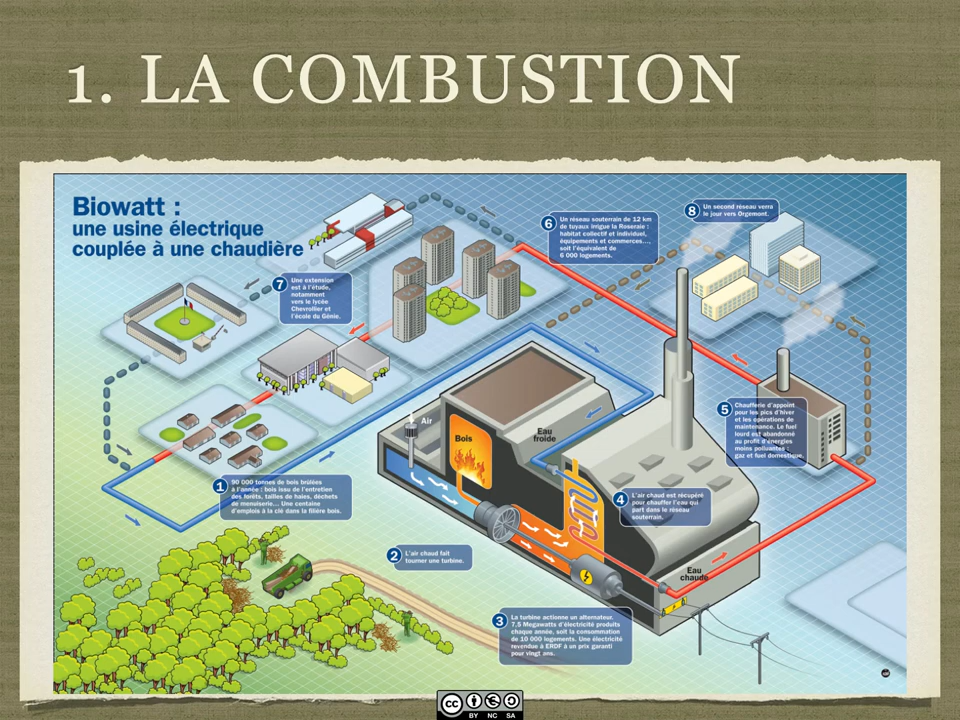 1. LA COMBUSTION
Biowatt :
une usine électrique
couplée à une chaudière
6
Un réseau souterrain de 12 km
de tuyaux irrigue la Roseraie :
habitat collectif et individuel,
équipements et commerces...,
soit l'équivalent de
6 000 logements.
8
Un second réseau verra
le jour vers Orgemont.
7
Une extension
est à l'étude,
notamment
vers le lycée
Chevrollier et
l'école du Génie.
5
Chaufferie d'appoint
pour les pics d'hiver
et les opérations de
maintenance. Le fuel
lourd est abandonné
au profit d'énergies
moins polluantes :
gaz et fuel domestique.
Air
Bois
Eau
froide
1
90 000 tonnes de bois brûlées
à l'année : bois issu de l'entretien
des forêts, tailles de haies, déchets
de menuiserie... Une centaine
d'emplois à la clé dans la filière bois.
4
L'air chaud est récupéré
pour chauffer l'eau qui
part dans le réseau
souterrain.
2
L'air chaud fait
tourner une turbine.
Eau
chaude
3
La turbine actionne un alternateur.
7,5 Megawatts d'électricité produits
chaque année, soit la consommation
de 10 000 logements. Une électricité
revendue à ERDF à un prix garanti
pour vingt ans.
cc
BY NC SA